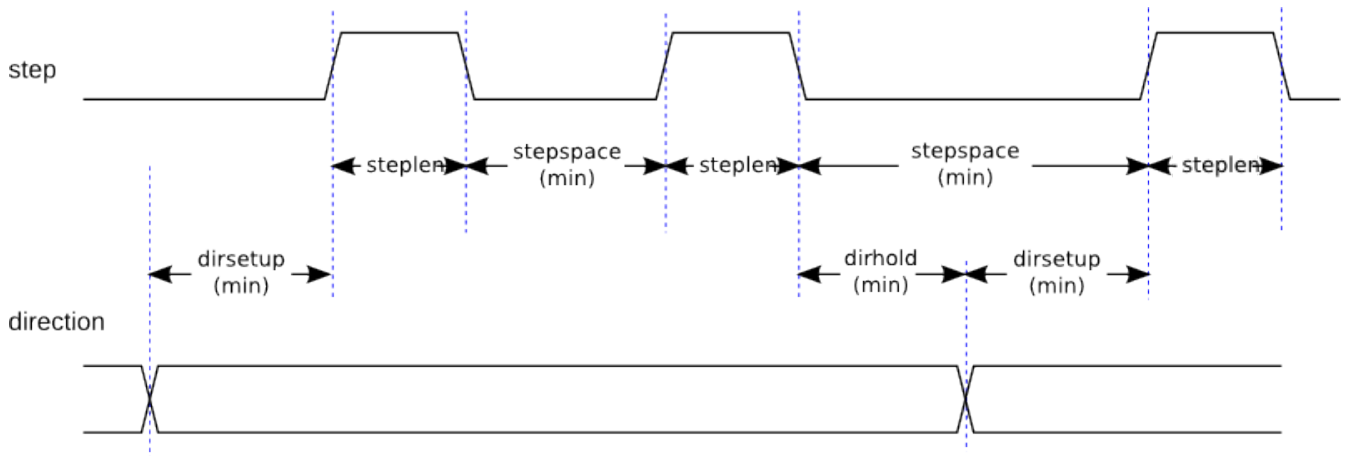 step
steplen
stepspace
(min)
steplen
stepspace
(min)
steplen
dirsetup
(min)
dirhold
(min)
dirsetup
(min)
direction